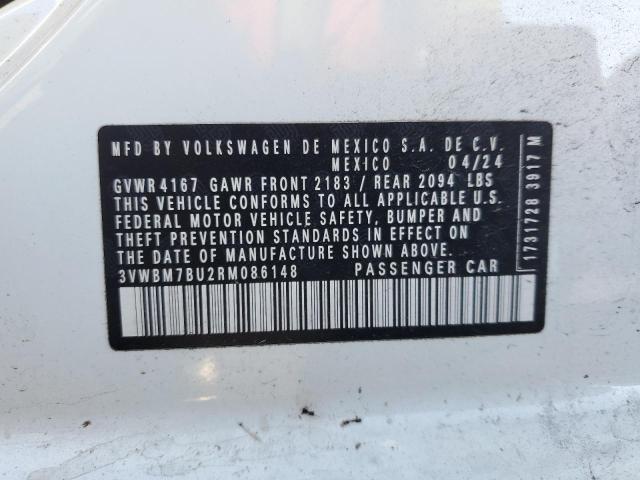 MFD BY VOLKSWAGEN DE MEXICO S.A. DE C.V.
MEXICO 04/24
GVWR 4167 GAWR FRONT 2183 / REAR 2094 LBS
THIS VEHICLE CONFORMS TO ALL APPLICABLE U.S.
FEDERAL MOTOR VEHICLE SAFETY, BUMPER AND
THEFT PREVENTION STANDARDS IN EFFECT ON
THE DATE OF MANUFACTURE SHOWN ABOVE.
3VWBM7BU2RM086148 PASSENGER CAR
1731728 3917 M